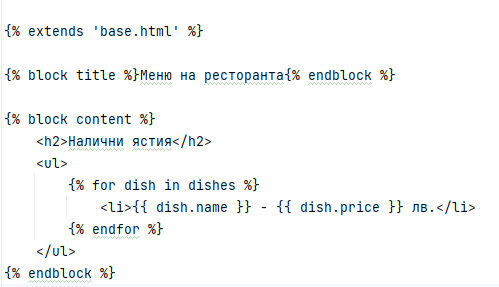 {% extends 'base.html' %}
{% block title %}Меню на ресторанта{% endblock %}
{% block content %}
<h2>Налични ястия</h2>
<ul>
{% for dish in dishes %}
<li>{{ dish.name }} - {{ dish.price }} лв.</li>
{% endfor %}
</ul>
{% endblock %}